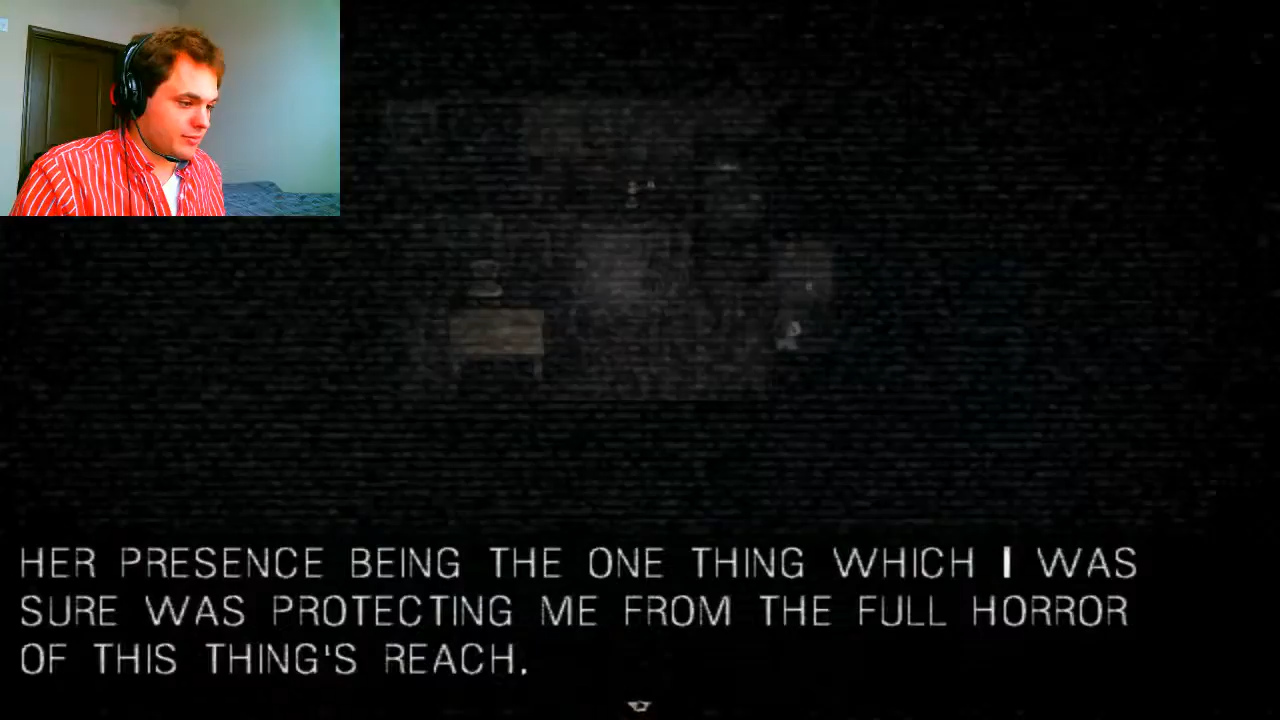 HER PRESENCE BEING THE ONE THING WHICH I WAS
SURE WAS PROTECTING ME FROM THE FULL HORROR
OF THIS THING'S REACH.